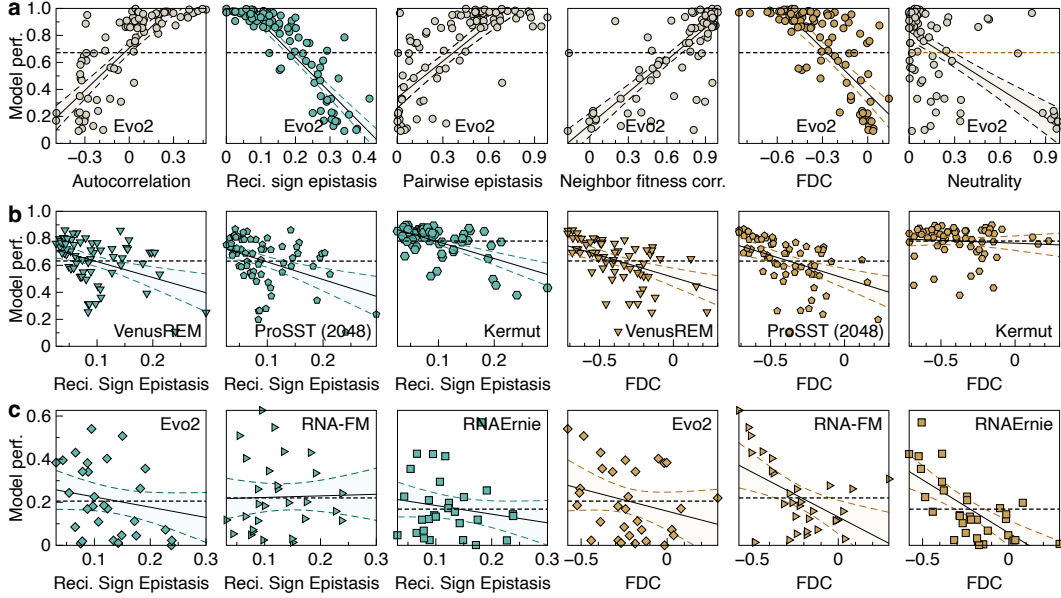 a
Model perf.
1.0
0.8
0.6
0.4
0.2
0
Evo2
Evo2
Evo2
Evo2
Evo2
Evo2
-0.3 0 0.3
0 0.1 0.2 0.3 0.4
0 0.3 0.6 0.9
0 0.3 0.6 0.9
−0.6 −0.3 0
0 0.3 0.6 0.9
Autocorrelation
Reci. sign epistasis
Pairwise epistasis
Neighbor fitness corr.
FDC
Neutrality
b
Model perf.
1.0
0.8
0.6
0.4
0.2
0
VenusREM
ProSST (2048)
Kermut
VenusREM
ProSST (2048)
Kermut
0.1 0.2
0.1 0.2
0.1 0.2
−0.5 0
−0.5 0
−0.5 0
Reci. Sign Epistasis
Reci. Sign Epistasis
Reci. Sign Epistasis
FDC
FDC
FDC
c
Model perf.
0.6
0.4
0.2
0
Evo2
RNA-FM
RNAErnie
Evo2
RNA-FM
RNAErnie
0.1 0.2 0.3
0.1 0.2 0.3
0.1 0.2 0.3
−0.5 0
−0.5 0
−0.5 0
Reci. Sign Epistasis
Reci. Sign Epistasis
Reci. Sign Epistasis
FDC
FDC
FDC